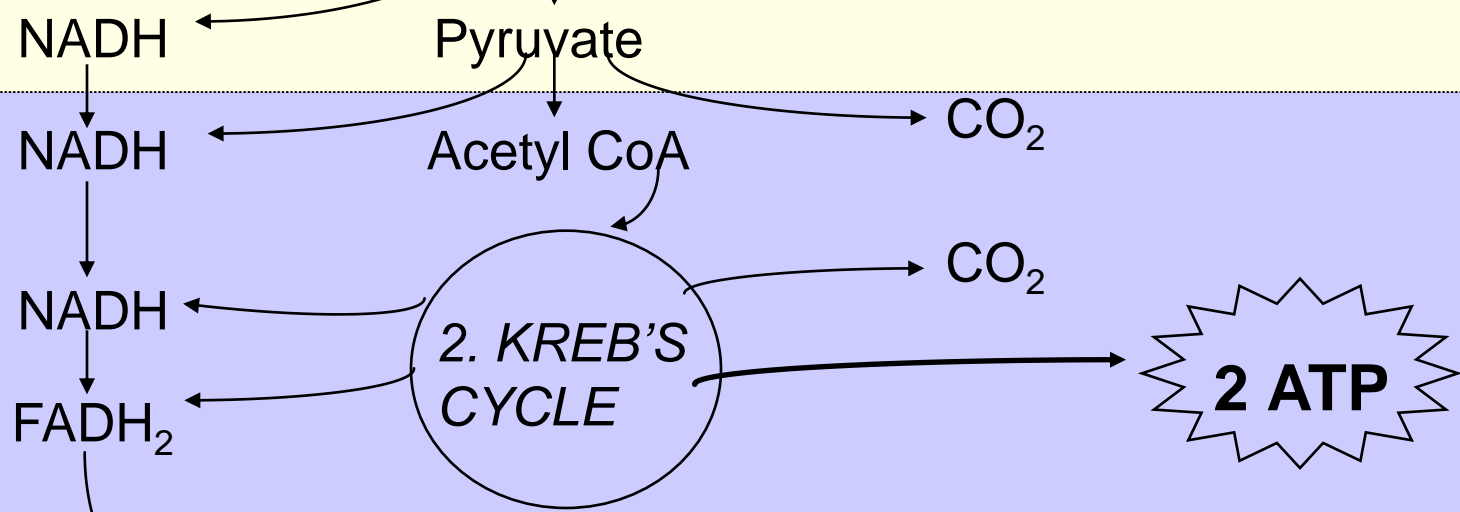 NADH
Pyruvate
NADH
Acetyl CoA
CO₂
NADH
2. KREB’S
CYCLE
CO₂
2 ATP
FADH₂